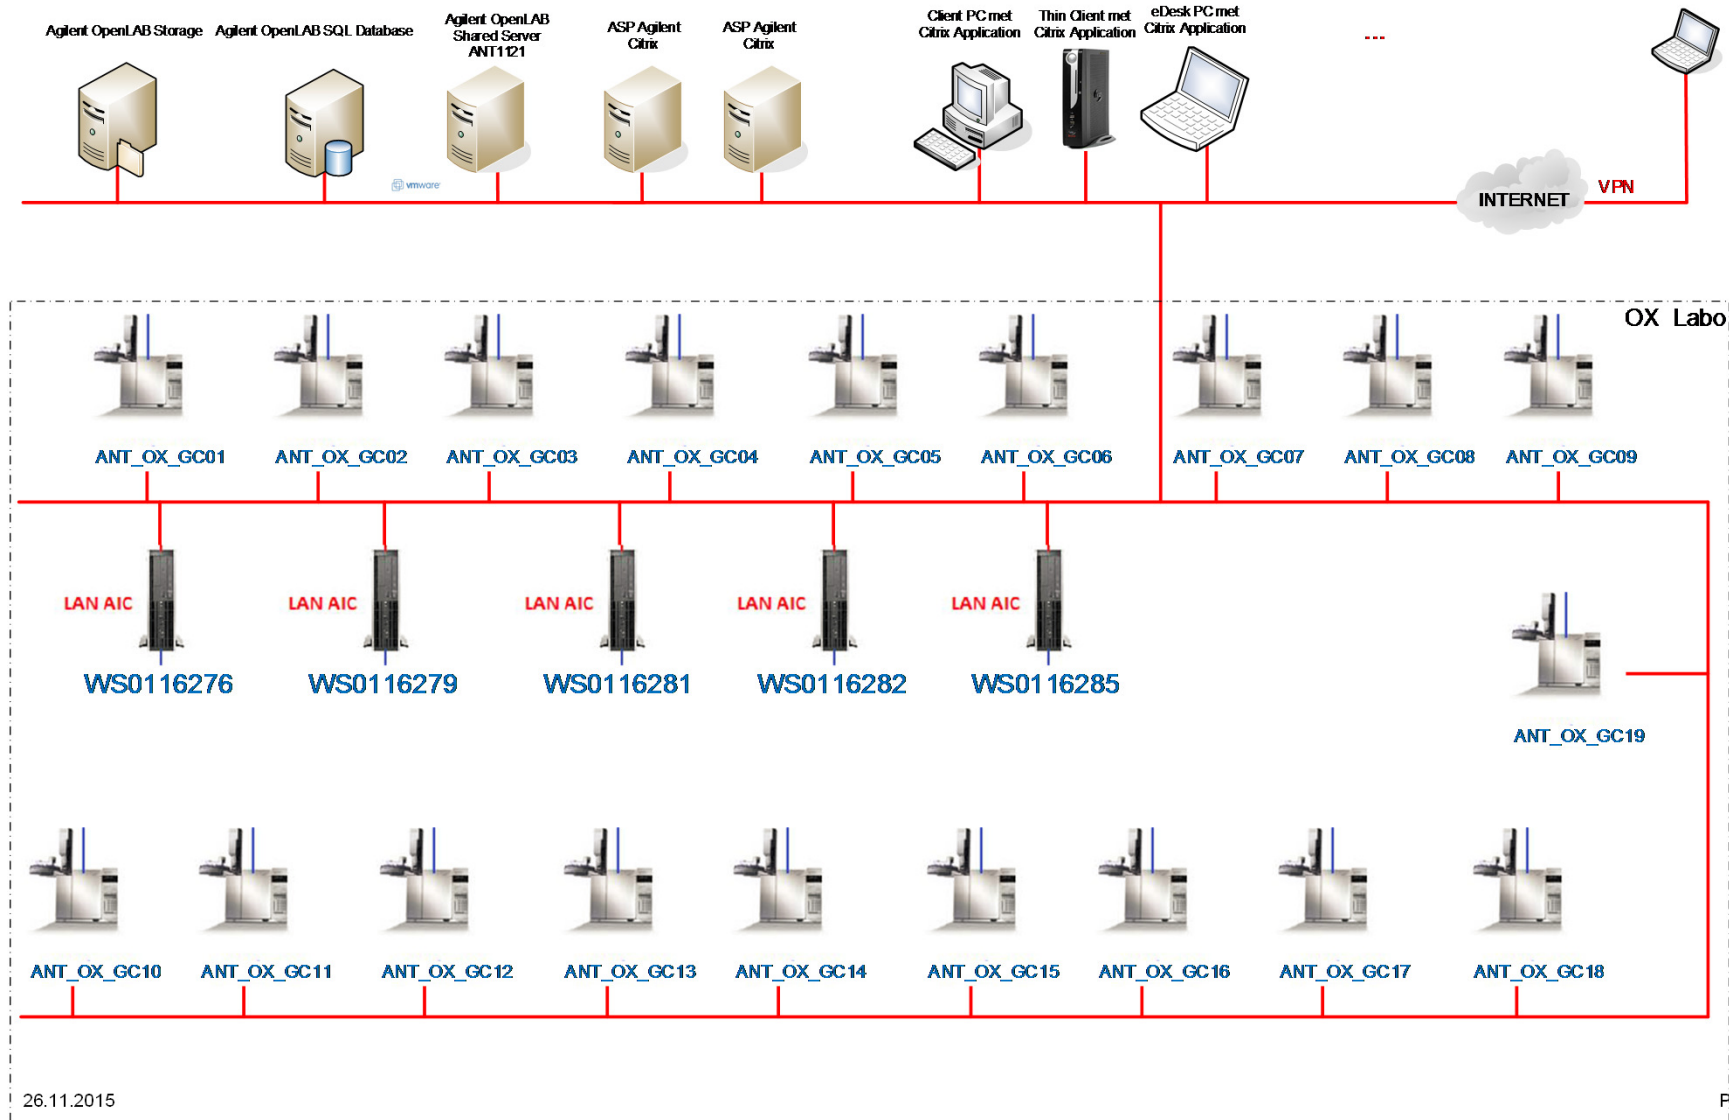 Agilent OpenLAB Storage
Agilent OpenLAB SQL Database
Agilent OpenLAB
Shared Server
ANT1121
ASP Agilent
Citrix
ASP Agilent
Citrix
Client PC met
Citrix Application
Thin Client met
Citrix Application
eDesk PC met
Citrix Application
...
vmware
INTERNET
VPN
OX Labo
ANT_OX_GC01
ANT_OX_GC02
ANT_OX_GC03
ANT_OX_GC04
ANT_OX_GC05
ANT_OX_GC06
ANT_OX_GC07
ANT_OX_GC08
ANT_OX_GC09
LAN AIC
LAN AIC
LAN AIC
LAN AIC
LAN AIC
WS0116276
WS0116279
WS0116281
WS0116282
WS0116285
ANT_OX_GC19
ANT_OX_GC10
ANT_OX_GC11
ANT_OX_GC12
ANT_OX_GC13
ANT_OX_GC14
ANT_OX_GC15
ANT_OX_GC16
ANT_OX_GC17
ANT_OX_GC18
26.11.2015
P